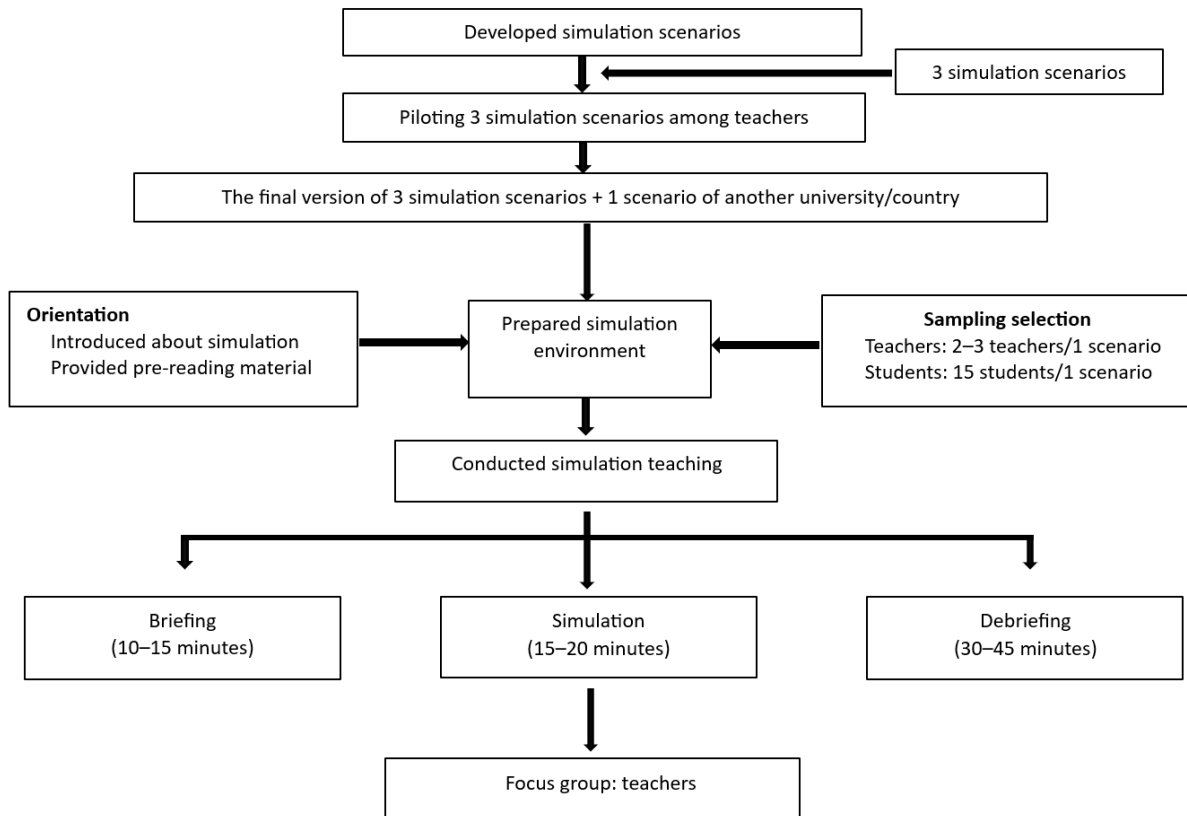 Developed simulation scenarios
3 simulation scenarios
Piloting 3 simulation scenarios among teachers
The final version of 3 simulation scenarios + 1 scenario of another university/country
Orientation
Introduced about simulation
Provided pre-reading material
Prepared simulation
environment
Sampling selection
Teachers: 2–3 teachers/1 scenario
Students: 15 students/1 scenario
Conducted simulation teaching
Briefing
(10–15 minutes)
Simulation
(15–20 minutes)
Debriefing
(30–45 minutes)
Focus group: teachers